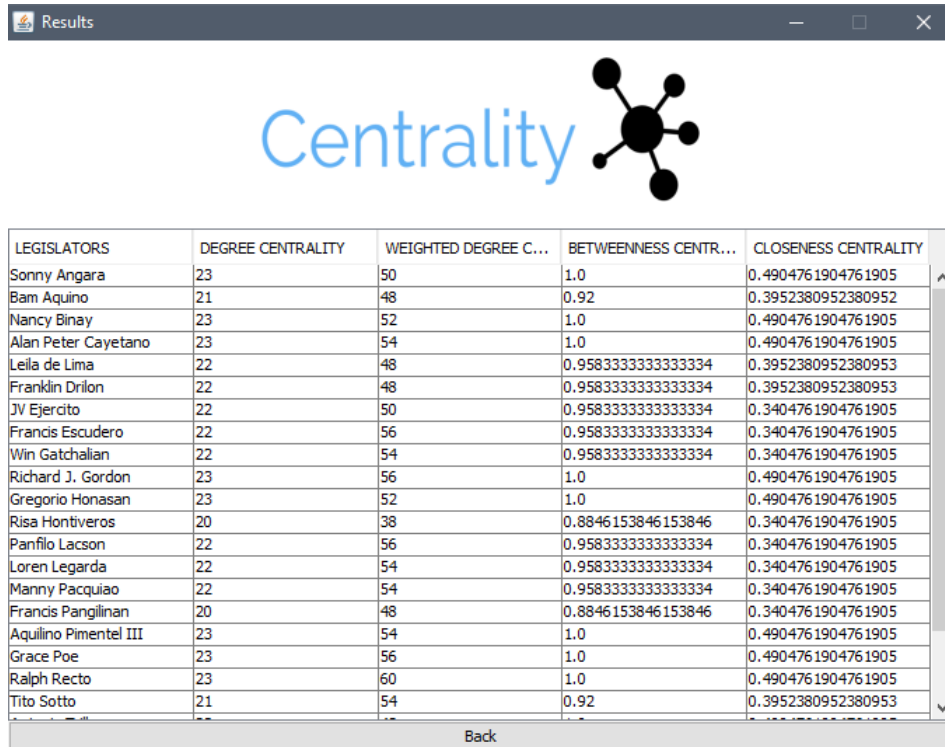 Results
Centrality
LEGISLATORS DEGREE CENTRALITY WEIGHTED DEGREE C... BETWEENNESS CENTR... CLOSENESS CENTRALITY
Sonny Angara 23 50 1.0 0.4904761904761905
Bam Aquino 21 48 0.92 0.3952380952380952
Nancy Binay 23 52 1.0 0.4904761904761905
Alan Peter Cayetano 23 54 1.0 0.4904761904761905
Leila de Lima 22 48 0.9583333333333334 0.3952380952380953
Franklin Drilon 22 48 0.9583333333333334 0.3952380952380953
JV Ejercito 22 50 0.9583333333333334 0.3404761904761905
Francis Escudero 22 56 0.9583333333333334 0.3404761904761905
Win Gatchalian 22 54 0.9583333333333334 0.3404761904761905
Richard J. Gordon 23 56 1.0 0.4904761904761905
Gregorio Honasan 23 52 1.0 0.4904761904761905
Risa Hontiveros 20 38 0.8846153846153846 0.3404761904761905
Panfilo Lacson 22 56 0.9583333333333334 0.3404761904761905
Loren Legarda 22 54 0.9583333333333334 0.3404761904761905
Manny Pacquiao 22 54 0.9583333333333334 0.3404761904761905
Francis Pangilinan 20 48 0.8846153846153846 0.3404761904761905
Aquilino Pimentel III 23 54 1.0 0.4904761904761905
Grace Poe 23 56 1.0 0.4904761904761905
Ralph Recto 23 60 1.0 0.4904761904761905
Tito Sotto 21 54 0.92 0.3952380952380953
Back